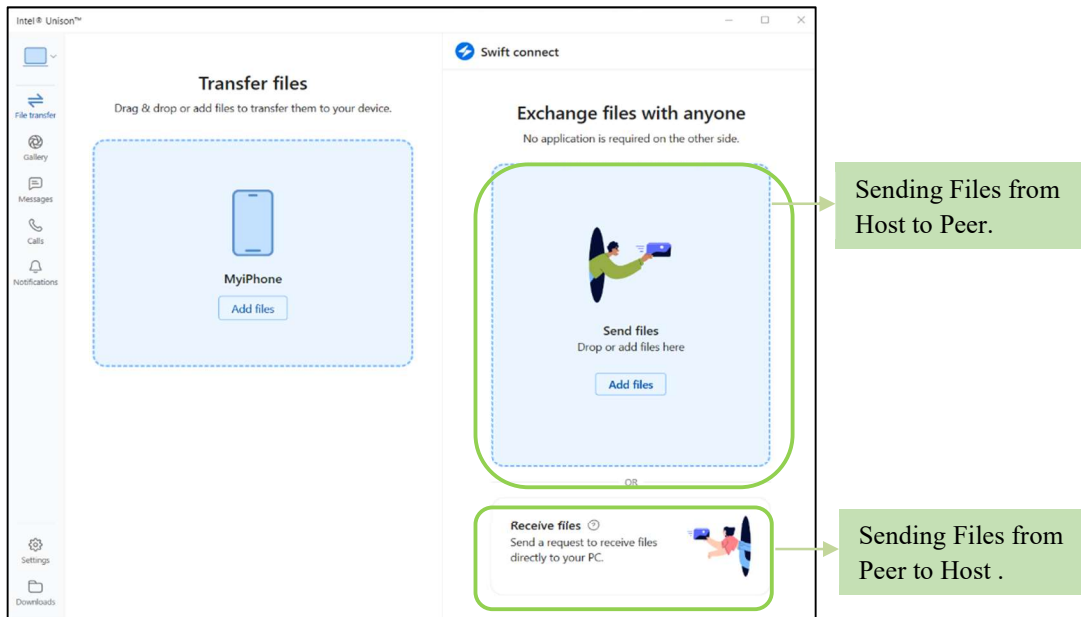 Intel® Unison™
File transfer
Gallery
Messages
Calls
Notifications
Settings
Downloads
Transfer files
Drag & drop or add files to transfer them to your device.
MyiPhone
Add files
Swift connect
Exchange files with anyone
No application is required on the other side.
Send files
Drop or add files here
Add files
OR
Receive files
Send a request to receive files
directly to your PC.
Sending Files from
Host to Peer.
Sending Files from
Peer to Host .